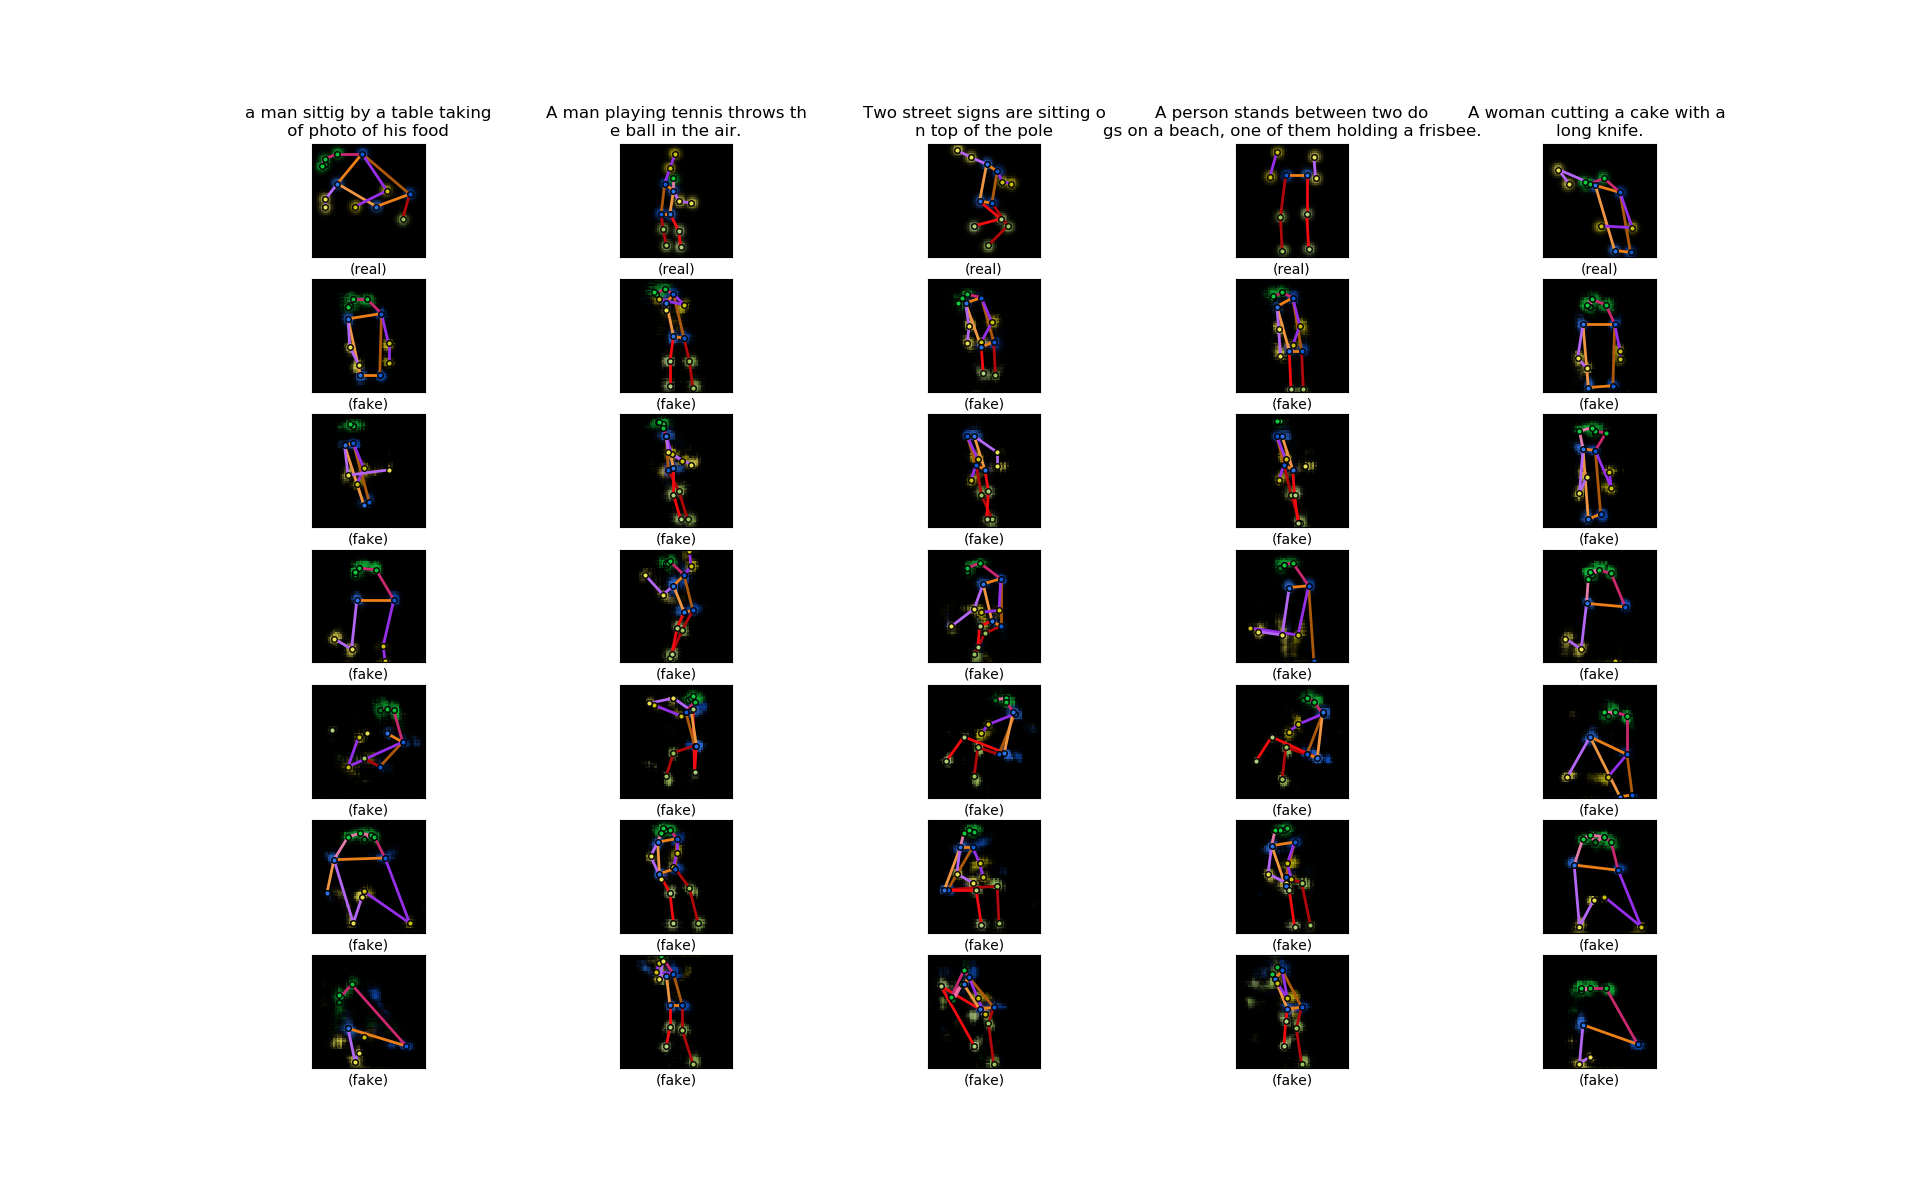 a man sittig by a table taking
of photo of his food
A man playing tennis throws th
e ball in the air.
Two street signs are sitting o
n top of the pole
A person stands between two do
gs on a beach, one of them holding a frisbee.
A woman cutting a cake with a
long knife.
(real) (real) (real) (real) (real)
(fake) (fake) (fake) (fake) (fake)
(fake) (fake) (fake) (fake) (fake)
(fake) (fake) (fake) (fake) (fake)
(fake) (fake) (fake) (fake) (fake)
(fake) (fake) (fake) (fake) (fake)
(fake) (fake) (fake) (fake) (fake)